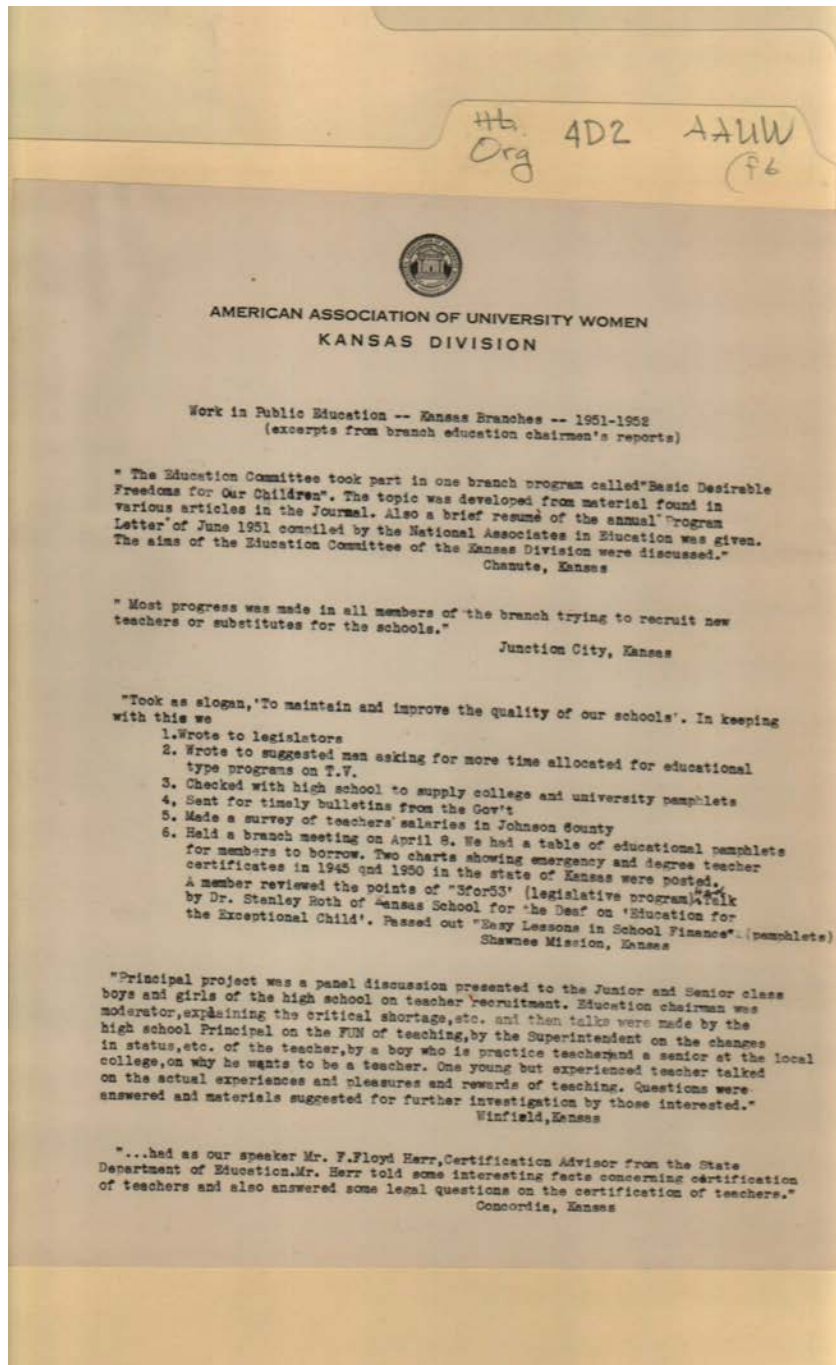 Org 4D2 AAUW
AMERICAN ASSOCIATION OF UNIVERSITY WOMEN
KANSAS DIVISION
Work in Public Education -- Kansas Branches -- 1951-1952
(excerpts from branch education chairmen's reports)
" The Education Committee took part in one branch program called"Basic Desirable
Freedoms for Our Children". The topic was developed from material found in
various articles in the Journal. Also a brief resumé of the annual Program
Letter of June 1951 compiled by the National Associates in Education was given.
The aims of the Education Committee of the Kansas Division were discussed."
Chanute, Kansas
" Most progress was made in all members of the branch trying to recruit new
teachers or substitutes for the schools."
Junction City, Kansas
"Took as slogan,'To maintain and improve the quality of our schools'. In keeping
with this we
1.Wrote to legislators
2. Wrote to suggested men asking for more time allocated for educational
type programs on T.V.
3. Checked with high school to supply college and university pamphlets
4, Sent for timely bulletins from the Gov't
5. Made a survey of teachers' salaries in Johnson County
6. Held a branch meeting on April 8. We had a table of educational pamphlets
for members to borrow. Two charts showing emergency and degree teacher
certificates in 1945 qnd 1950 in the state of Kansas were posted.
A member reviewed the points of "3for53' (legislative program). Talk
by Dr. Stanley Roth of Kansas School for the Deaf on 'Education for
the Exceptional Child'. Passed out "Easy Lessons in School Finance". (pamphlets)
Shawnee Mission, Kansas
"Principal project was a panel discussion presented to the Junior and Senior class
boys and girls of the high school on teacher recruitment. Education chairman was
moderator,explaining the critical shortage,etc. and then talks were made by the
high school Principal on the FUN of teaching,by the Superintendent on the changes
in status,etc. of the teacher,by a boy who is practice teacher and a senior at the local
college,on why he wants to be a teacher. One young but experienced teacher talked
on the actual experiences and pleasures and rewards of teaching. Questions were
answered and materials suggested for further investigation by those interested."
Winfield,Kansas
"...had as our speaker Mr. F.Floyd Herr,Certification Advisor from the State
Department of Education.Mr. Herr told some interesting facts concerning certification
of teachers and also answered some legal questions on the certification of teachers."
Concordia, Kansas